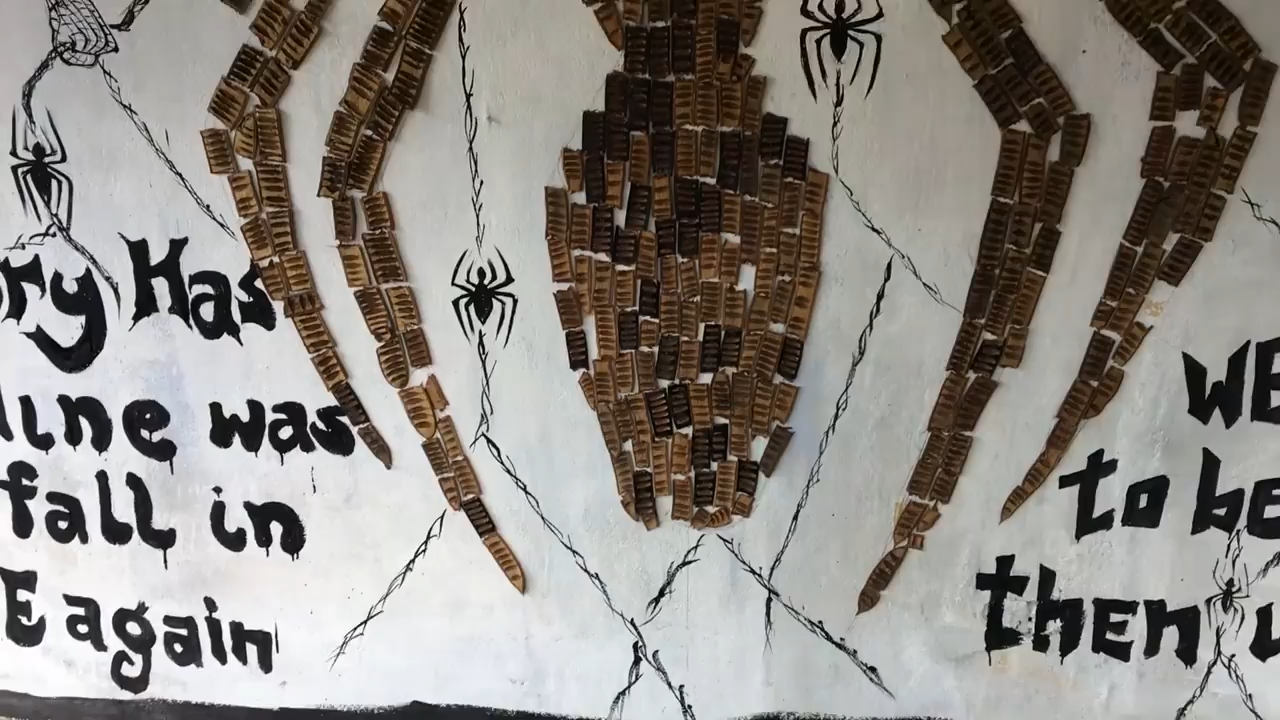 ry Has
line was
fall in
E again
WE
to be
then